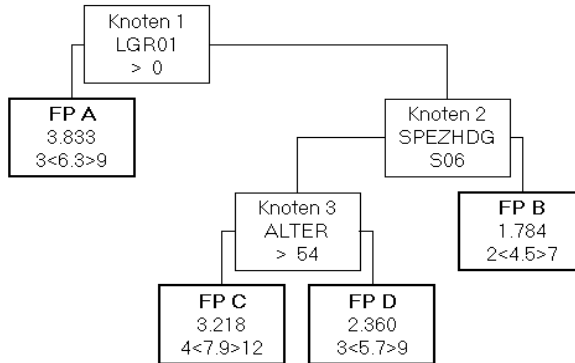 Knoten 1
LGR01
> 0
FP A
3.833
3<6.3>9
Knoten 2
SPEZHDG
S06
Knoten 3
ALTER
> 54
FP B
1.784
2<4.5>7
FP C
3.218
4<7.9>12
FP D
2.360
3<5.7>9